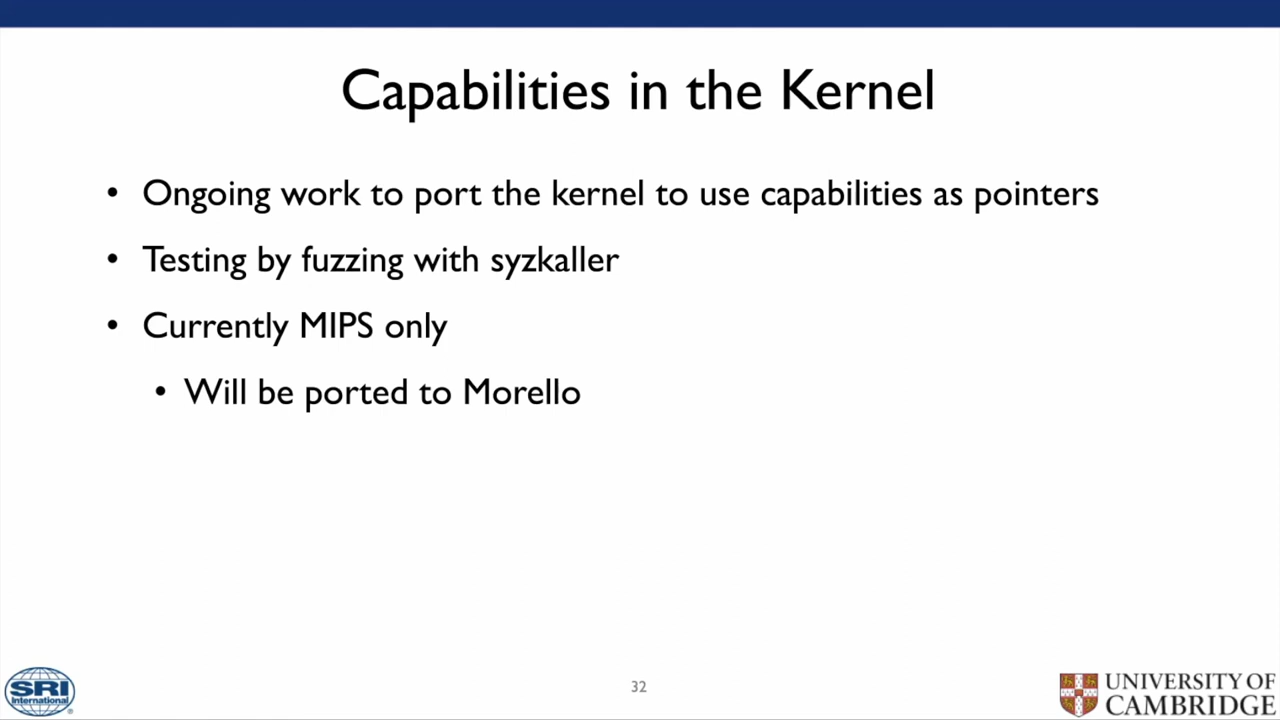 Capabilities in the Kernel
• Ongoing work to port the kernel to use capabilities as pointers
• Testing by fuzzing with syzkaller
• Currently MIPS only
• Will be ported to Morello
SRI
International
®
32
UNIVERSITY OF
CAMBRIDGE